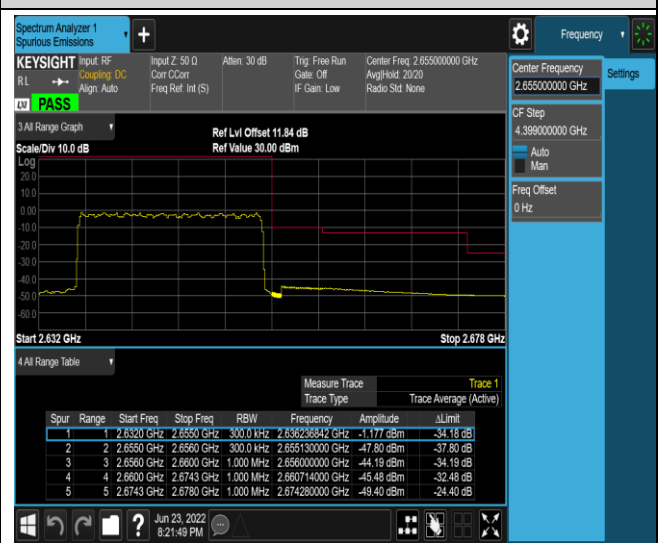 Spectrum Analyzer 1
Spurious Emissions
+
Frequency
KEYSIGHT
RL
Input: RF
Coupling: DC
Align: Auto
Input Z: 50 Ω
Corr CCorr
Freq Ref: Int (S)
Atten: 30 dB
Trig: Free Run
Gate: Off
IF Gain: Low
Center Freq: 2.655000000 GHz
Avg|Hold: 20/20
Radio Std: None
LXI PASS
Center Frequency
2.655000000 GHz
Settings
CF Step
4.399000000 GHz
Auto
Man
Freq Offset
0 Hz
3 All Range Graph
Scale/Div 10.0 dB
Ref Lvl Offset 11.84 dB
Ref Value 30.00 dBm
Log
20.0
10.0
0.00
-10.0
-20.0
-30.0
-40.0
-50.0
-60.0
Start 2.632 GHz Stop 2.678 GHz
4 All Range Table
Measure Trace Trace 1
Trace Type Trace Average (Active)
Spur Range Start Freq Stop Freq RBW Frequency Amplitude ΔLimit
1 1 2.6320 GHz 2.6550 GHz 300.0 kHz 2.636236842 GHz -1.177 dBm -34.18 dB
2 2 2.6550 GHz 2.6560 GHz 300.0 kHz 2.655130000 GHz -47.80 dBm -37.80 dB
3 3 2.6560 GHz 2.6600 GHz 1.000 MHz 2.656000000 GHz -44.19 dBm -34.19 dB
4 4 2.6600 GHz 2.6743 GHz 1.000 MHz 2.660714000 GHz -45.48 dBm -32.48 dB
5 5 2.6743 GHz 2.6780 GHz 1.000 MHz 2.674280000 GHz -49.40 dBm -24.40 dB
?
Jun 23, 2022
8:21:49 PM